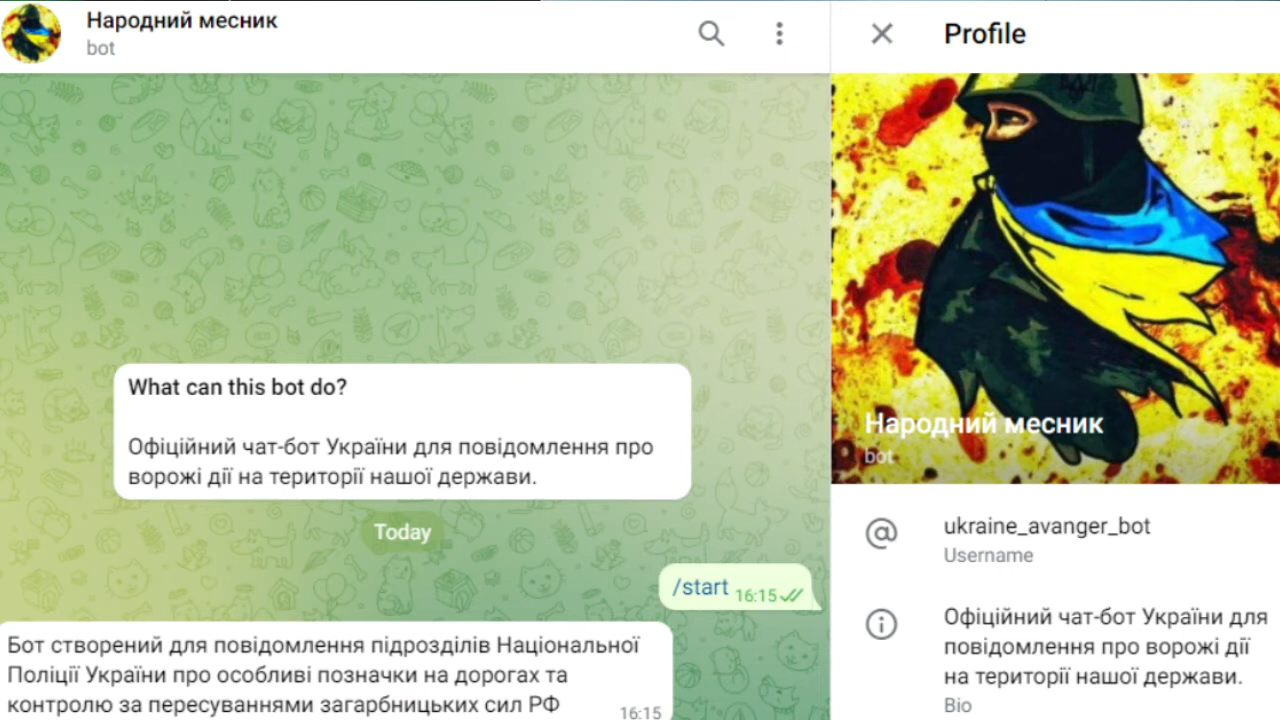 Народний месник
bot
What can this bot do?
Офіційний чат-бот України для повідомлення про
ворожі дії на території нашої держави.
Today
/start 16:15
Бот створений для повідомлення підрозділів Національної
Поліції України про особливі позначки на дорогах та
контролю за пересуваннями загарбницьких сил РФ
16:15
Profile
Народний месник
bot
ukraine_avanger_bot
Username
Офіційний чат-бот України для
повідомлення про ворожі дії
на території нашої держави.
Bio